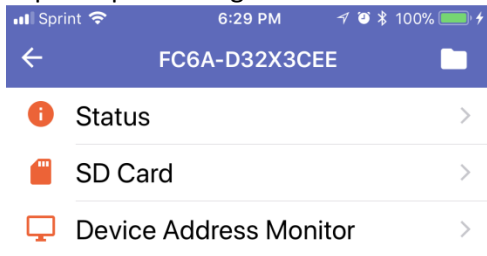 Sprint 6:29 PM 100%
FC6A-D32X3CEE
Status
SD Card
Device Address Monitor